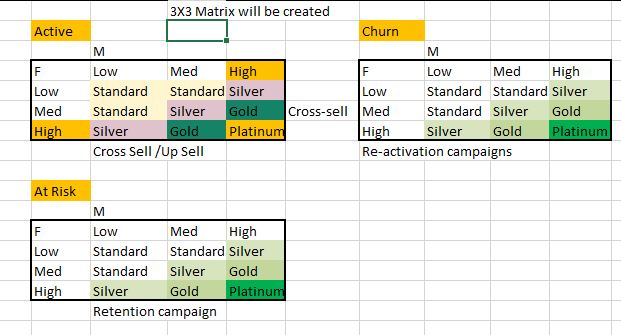 3X3 Matrix will be created
Active Churn
M M
F Low Med High F Low Med High
Low Standard Standard Silver Low Standard Standard Silver
Med Standard Silver Gold Cross-sell Med Standard Silver Gold
High Silver Gold Platinum High Silver Gold Platinum
Cross Sell /Up Sell Re-activation campaigns
At Risk
M
F Low Med High
Low Standard Standard Silver
Med Standard Silver Gold
High Silver Gold Platinum
Retention campaign